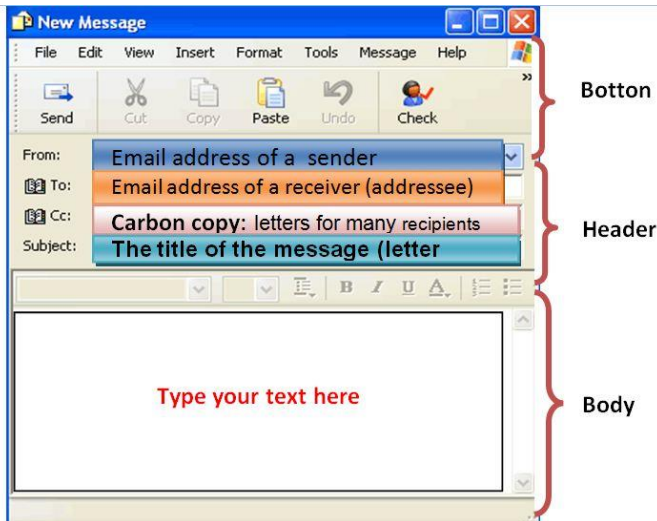 New Message
File Edit View Insert Format Tools Message Help
Botton
Send Cut Copy Paste Undo Check
From: Email address of a sender
To: Email address of a receiver (addressee)
Cc: Carbon copy: letters for many recipients
Header
Subject: The title of the message (letter
B I U A
Type your text here
Body